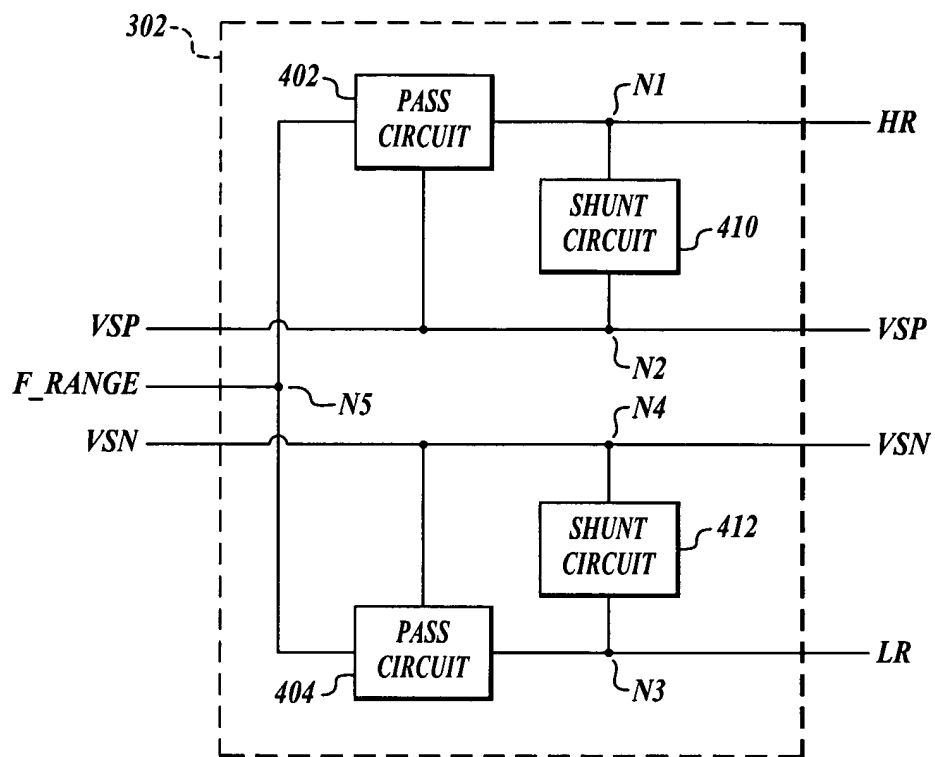 302
402
PASS
CIRCUIT
N1
HR
SHUNT
CIRCUIT
410
VSP
VSP
N2
F_RANGE
N5
N4
VSN
VSN
SHUNT
CIRCUIT
412
PASS
CIRCUIT
404
N3
LR